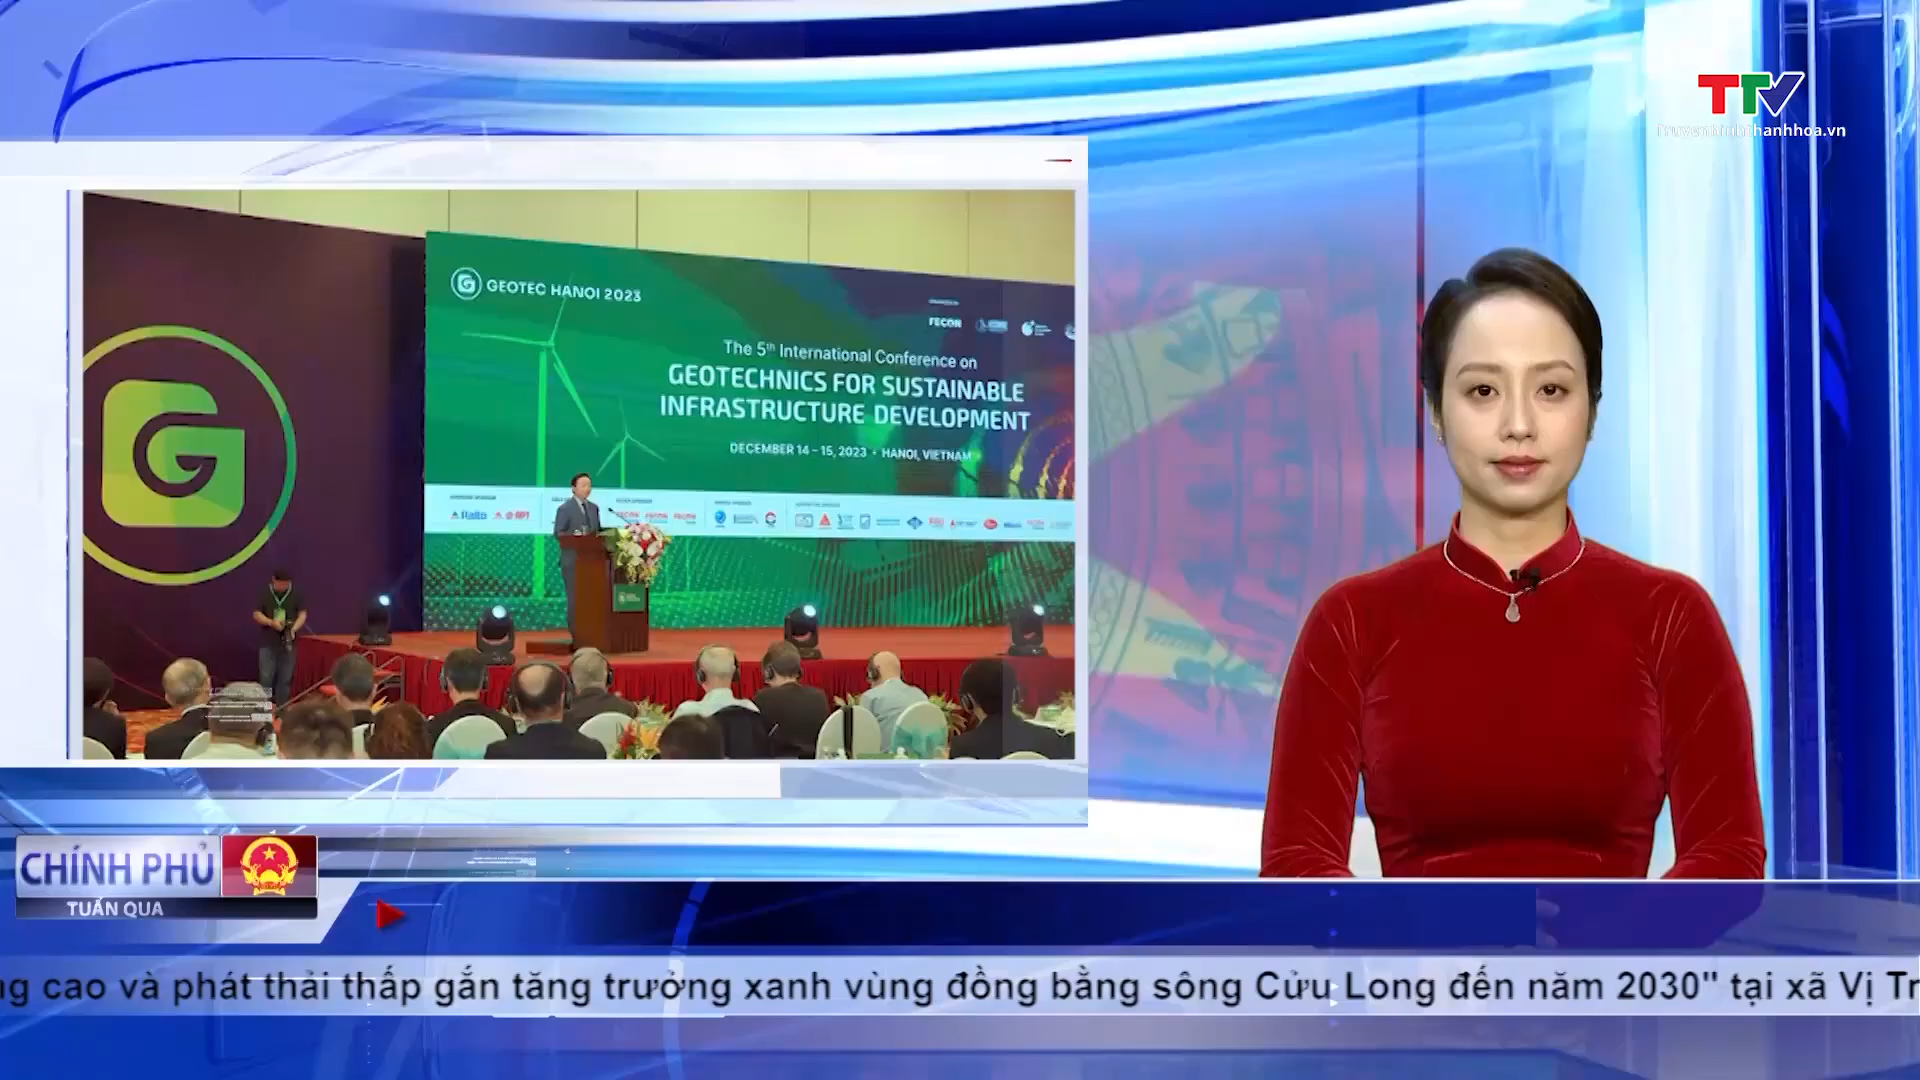 TTV
truyenhinhthanhhoa.vn
GEOTEC HANOI 2023
FECON
The 5th International Conference on
GEOTECHNICS FOR SUSTAINABLE
INFRASTRUCTURE DEVELOPMENT
DECEMBER 14 - 15, 2023 • HANOI, VIETNAM
G
CHÍNH PHỦ
TUẦN QUA
ng cao và phát thải thấp gắn tăng trưởng xanh vùng đồng bằng sông Cửu Long đến năm 2030" tại xã Vị Tr